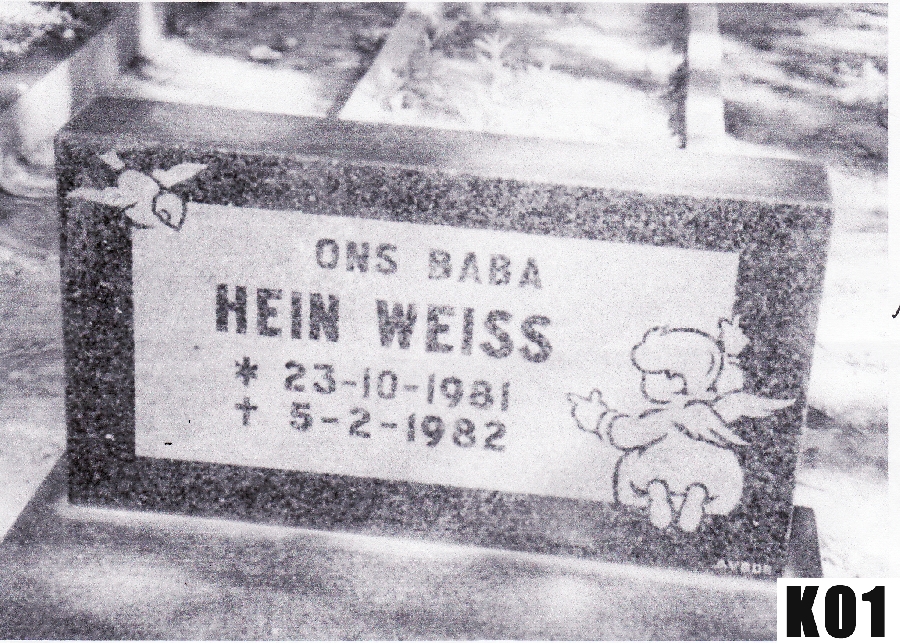 ONS BABA
HEIN WEISS
* 23-10-1981
† 5-2-1982
K01